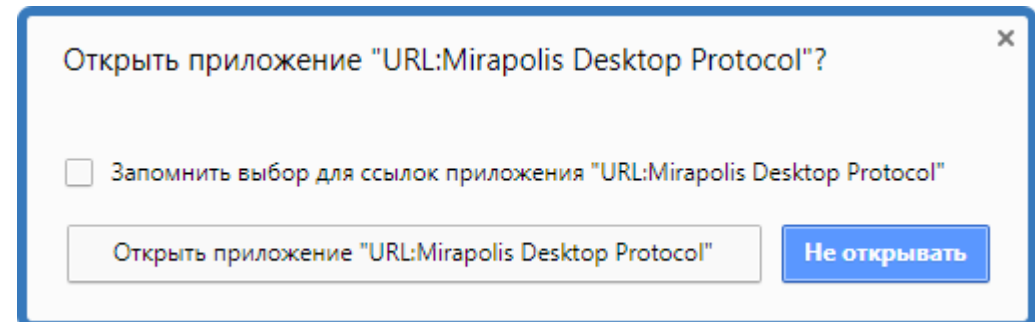 Открыть приложение "URL:Mirapolis Desktop Protocol"?
Запомнить выбор для ссылок приложения "URL:Mirapolis Desktop Protocol"
Открыть приложение "URL:Mirapolis Desktop Protocol"
Не открывать